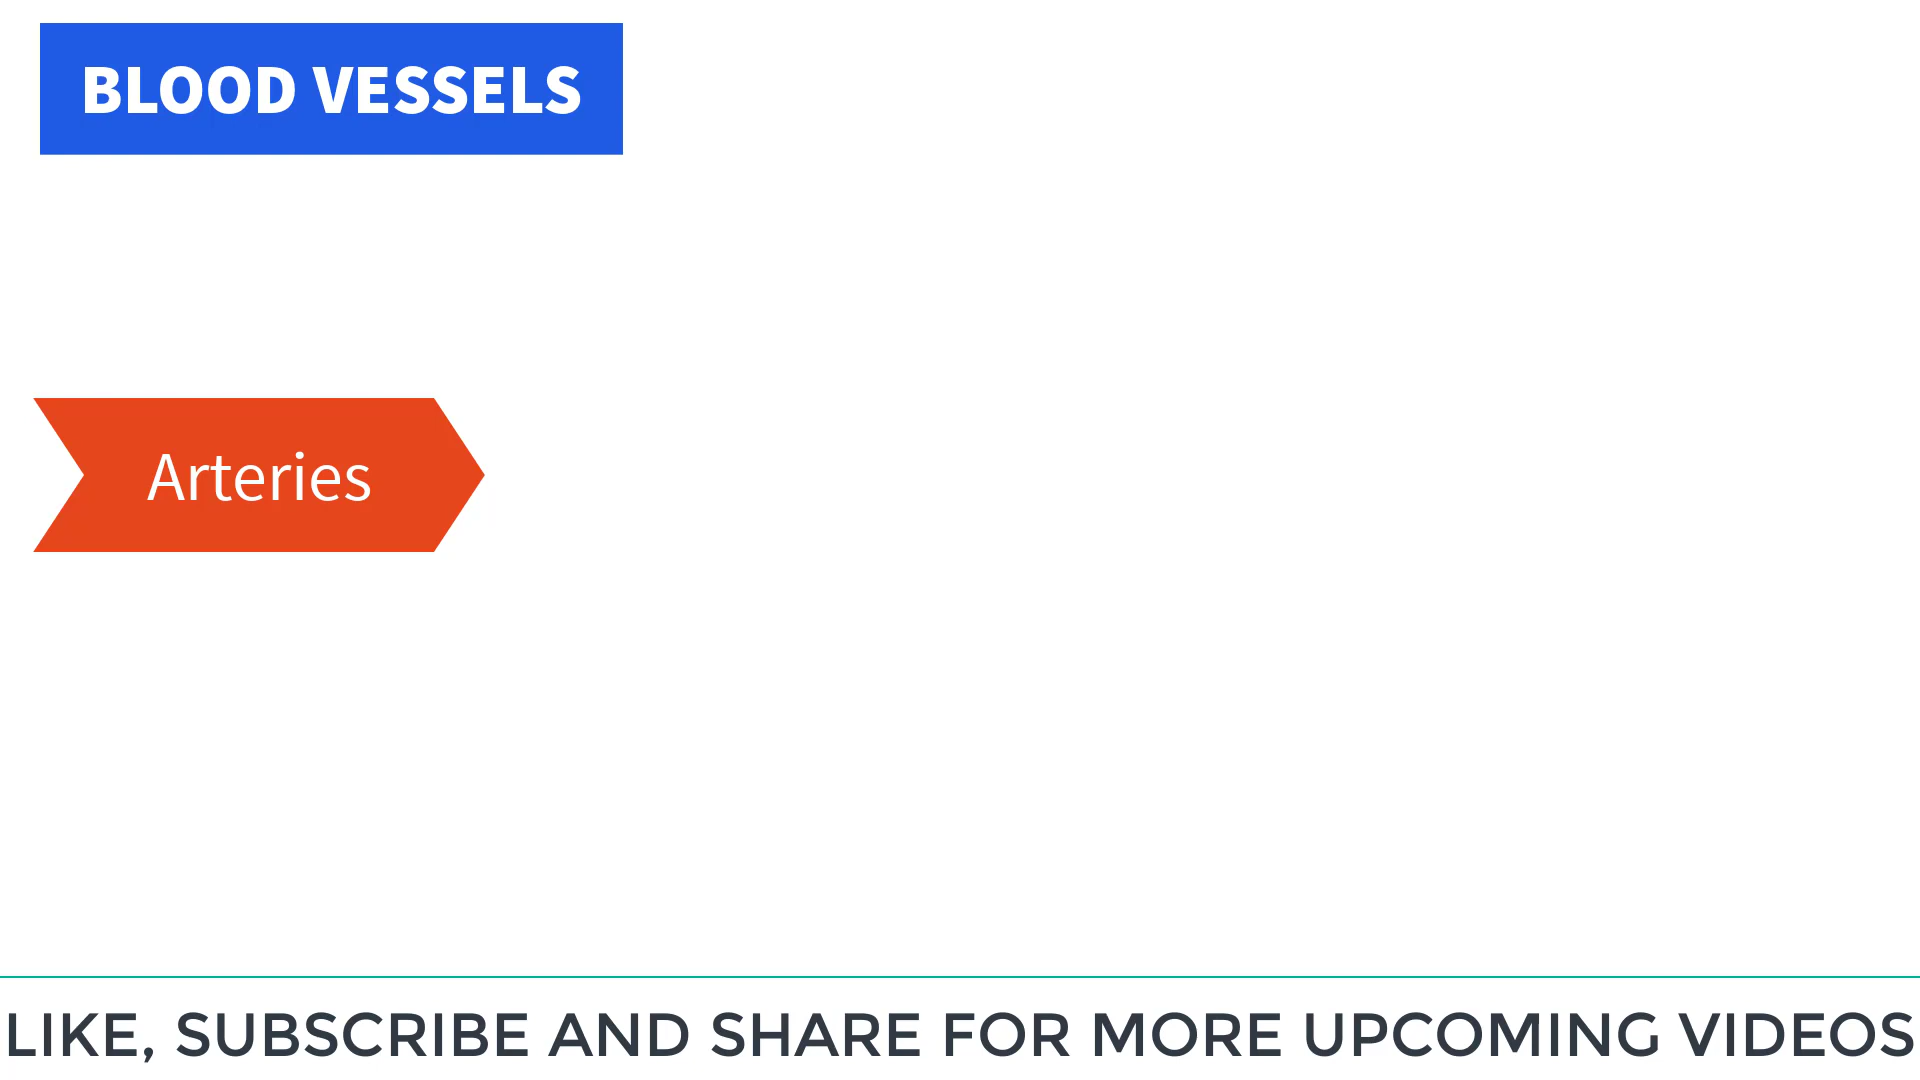 BLOOD VESSELS
Arteries
LIKE, SUBSCRIBE AND SHARE FOR MORE UPCOMING VIDEOS